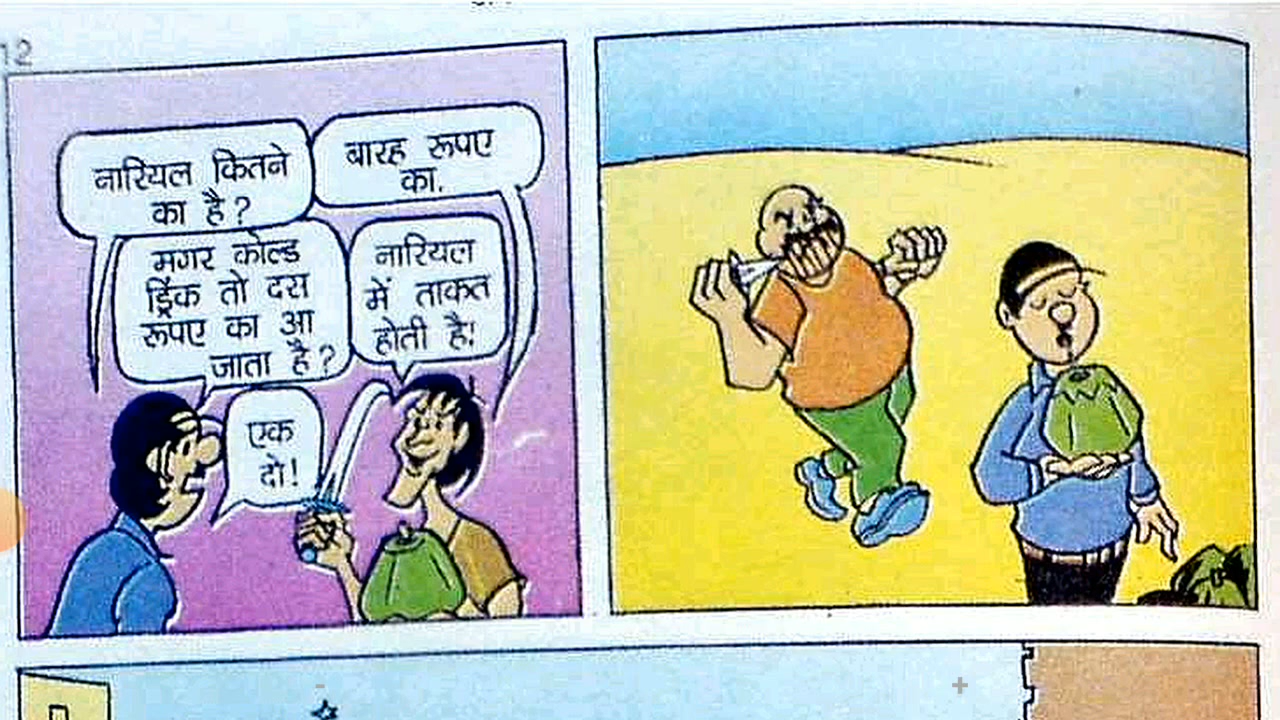 12
नारियल कितने
का है?
बारह रूपए
का.
मगर कोल्ड
ड्रिंक तो दस
रूपए का आ
जाता है?
नारियल
में ताकत
होती है!
एक
दो!